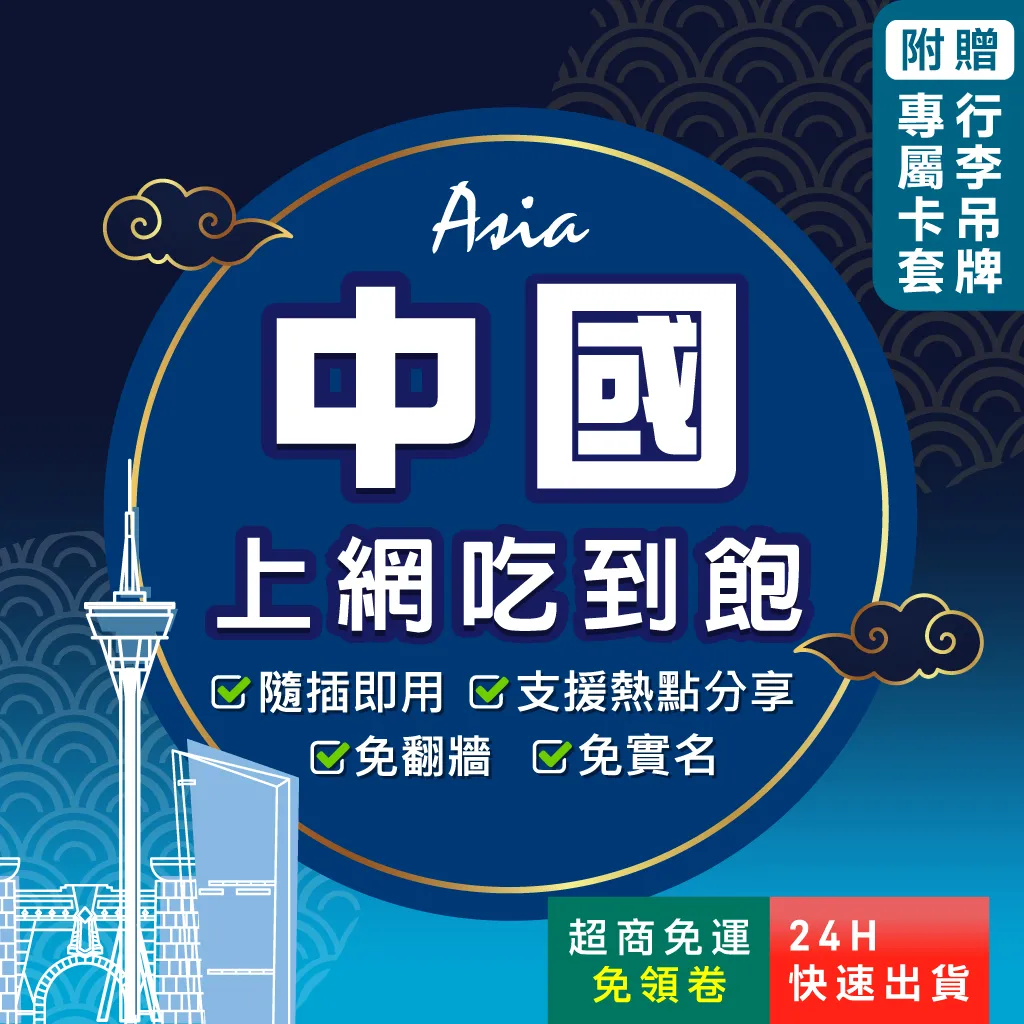 附贈
行李吊牌
專屬卡套
Asia
中國
上網吃到飽
隨插即用 支援熱點分享
免翻牆 免實名
超商免運
免領卷
24H
快速出貨